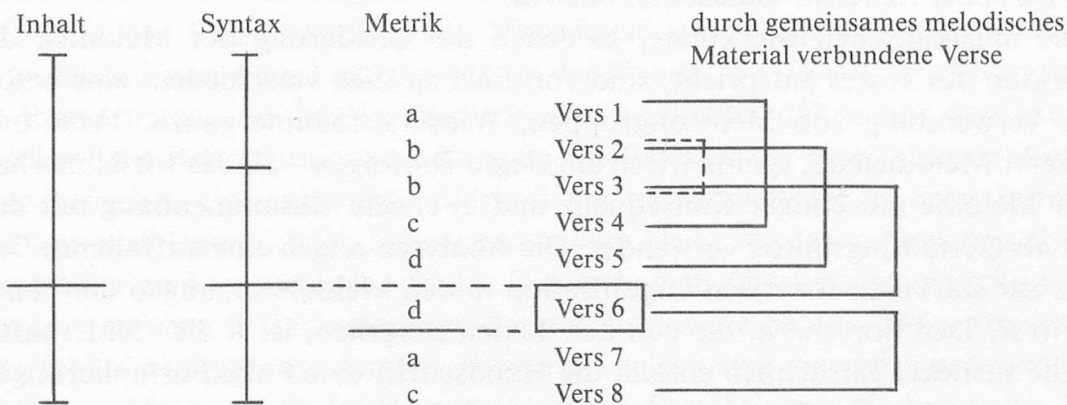 Inhalt Syntax Metrik durch gemeinsames melodisches
Material verbundene Verse
a Vers 1
b Vers 2
b Vers 3
c Vers 4
d Vers 5
d Vers 6
a Vers 7
c Vers 8